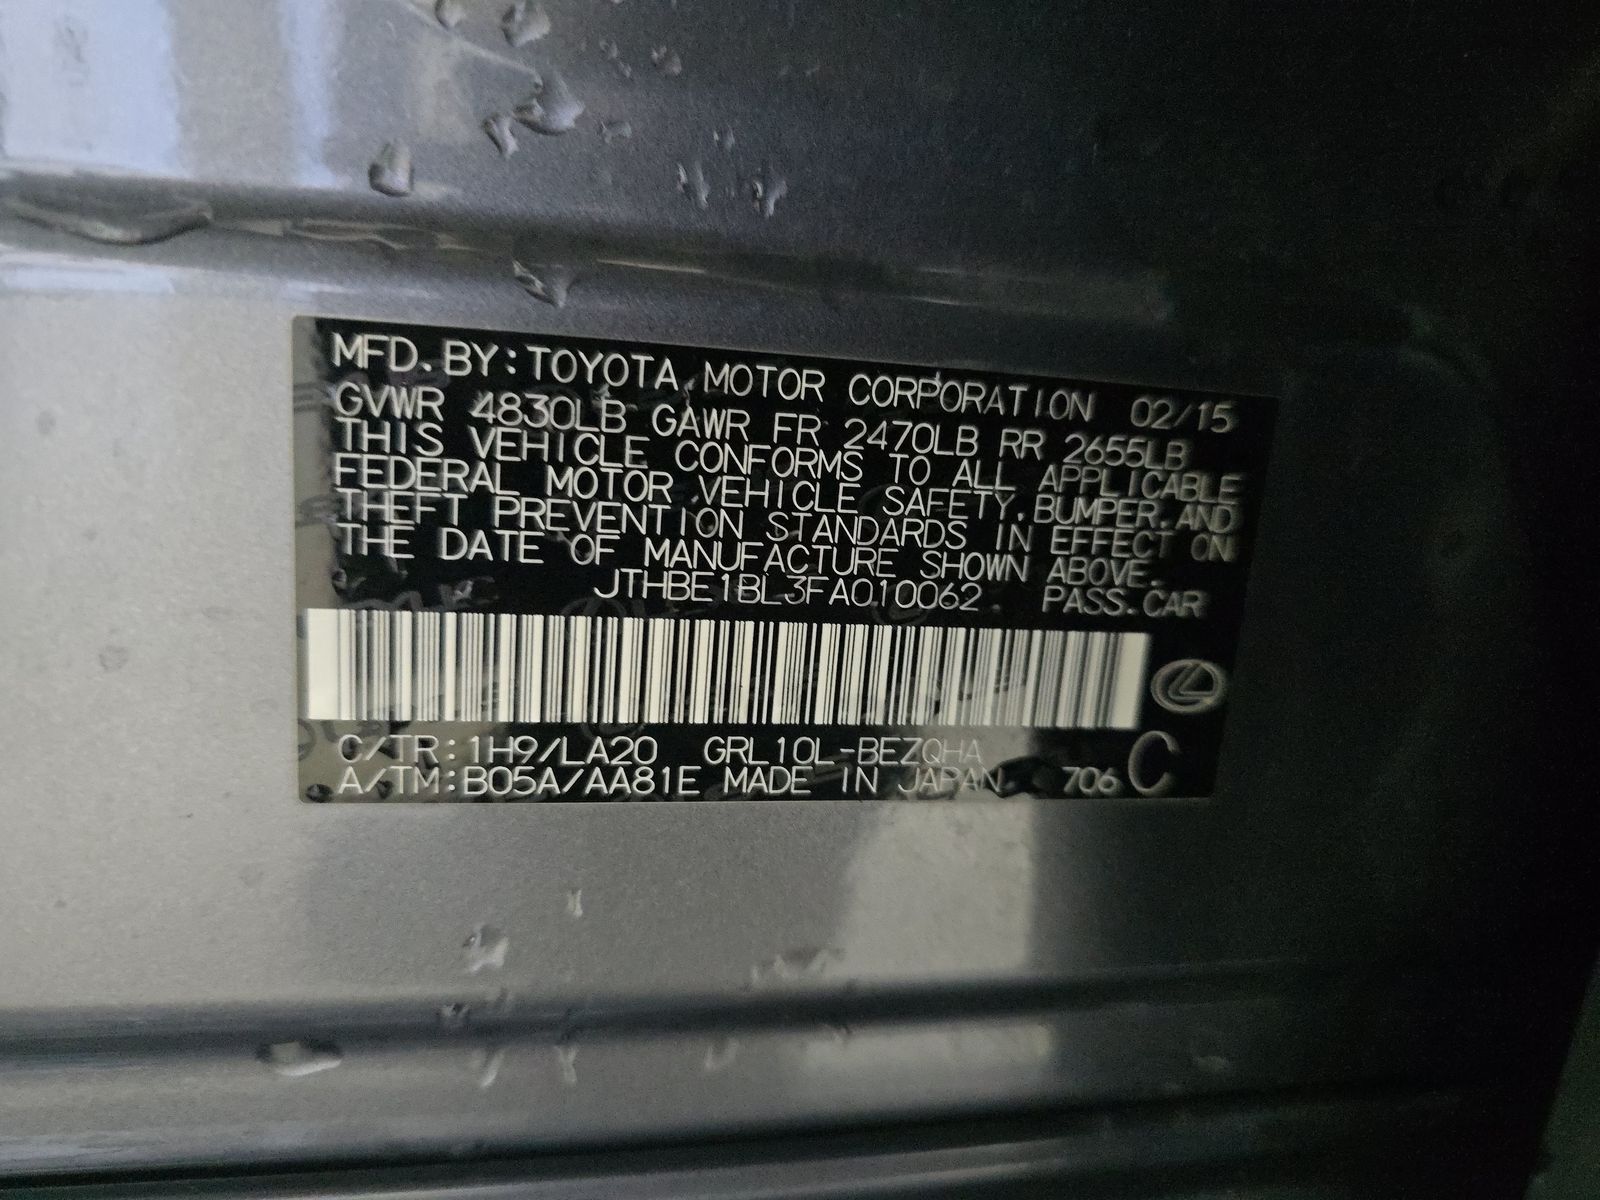 MFD. BY: TOYOTA MOTOR CORPORATION 02/15
GVWR 4830LB GAWR FR 2470LB RR 2655LB
THIS VEHICLE CONFORMS TO ALL APPLICABLE
FEDERAL MOTOR VEHICLE SAFETY, BUMPER, AND
THEFT PREVENTION STANDARDS IN EFFECT ON
THE DATE OF MANUFACTURE SHOWN ABOVE.
JTHBE1BL3FA010062 PASS. CAR
C/TR: 1H9/LA20 GRL10L-BEZQHA
A/TM: B05A/AA81E MADE IN JAPAN 706 C